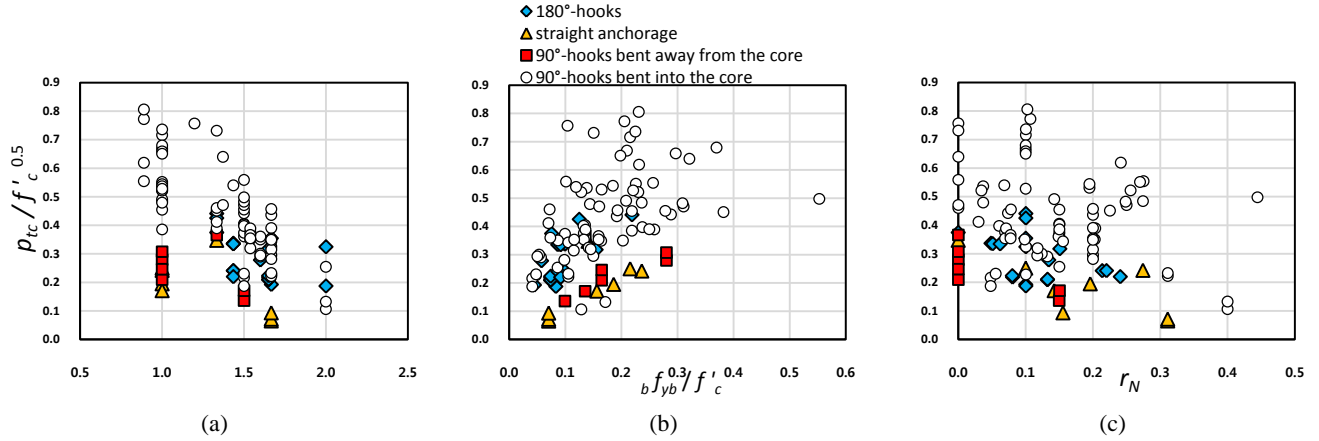 180°-hooks
straight anchorage
90°-hooks bent away from the core
90°-hooks bent into the core
p_tc / f'_c^0.5
0.9
0.8
0.7
0.6
0.5
0.4
0.3
0.2
0.1
0.0
0.5 1.0 1.5 2.0 2.5
(a)
0.9
0.8
0.7
0.6
0.5
0.4
0.3
0.2
0.1
0.0
0.0 0.1 0.2 0.3 0.4 0.5 0.6
_b f_yb / f'_c
(b)
0.9
0.8
0.7
0.6
0.5
0.4
0.3
0.2
0.1
0.0
0.0 0.1 0.2 0.3 0.4 0.5
r_N
(c)